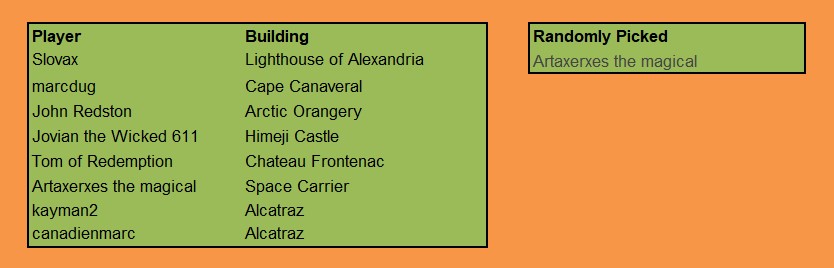 Player Building
Slovax Lighthouse of Alexandria
marcdug Cape Canaveral
John Redston Arctic Orangery
Jovian the Wicked 611 Himeji Castle
Tom of Redemption Chateau Frontenac
Artaxerxes the magical Space Carrier
kayman2 Alcatraz
canadienmarc Alcatraz
Randomly Picked
Artaxerxes the magical